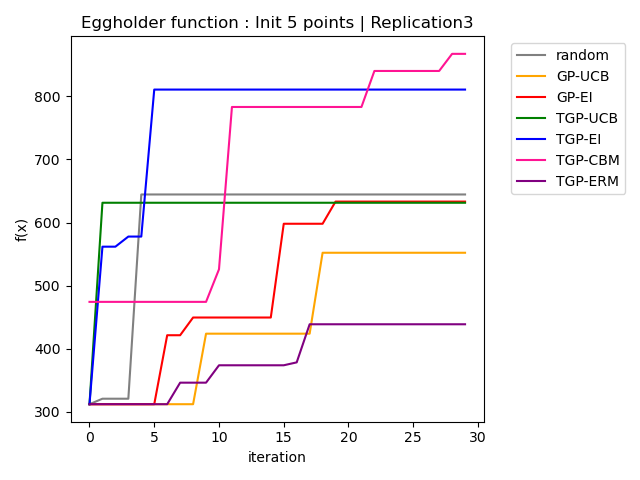 Eggholder function : Init 5 points | Replication3
f(x)
800
700
600
500
400
300
0 5 10 15 20 25 30
iteration
random
GP-UCB
GP-EI
TGP-UCB
TGP-EI
TGP-CBM
TGP-ERM